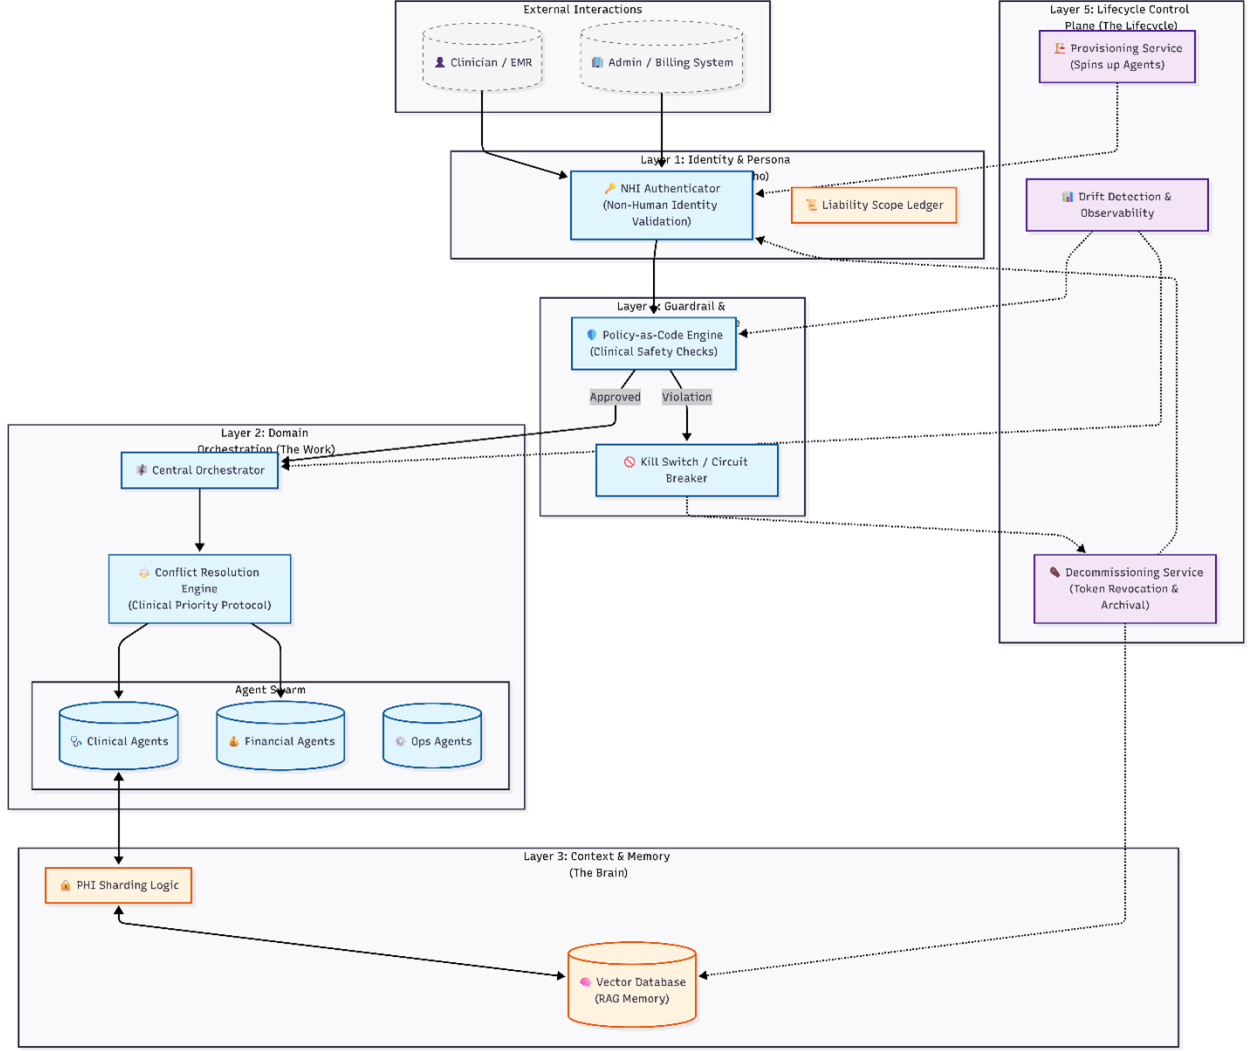 External Interactions
Clinician / EMR
Admin / Billing System
Layer 5: Lifecycle Control
Plane (The Lifecycle)
Provisioning Service
(Spins up Agents)
Layer 1: Identity & Persona
ho)
NHI Authenticator
(Non-Human Identity
Validation)
Liability Scope Ledger
Drift Detection &
Observability
Layer : Guardrail &
e
Policy-as-Code Engine
(Clinical Safety Checks)
Approved
Violation
Kill Switch / Circuit
Breaker
Layer 2: Domain
Orchestration (The Work)
Central Orchestrator
Conflict Resolution
Engine
(Clinical Priority Protocol)
Decommissioning Service
(Token Revocation &
Archival)
Agent Swarm
Clinical Agents
Financial Agents
Ops Agents
Layer 3: Context & Memory
(The Brain)
PHI Sharding Logic
Vector Database
(RAG Memory)